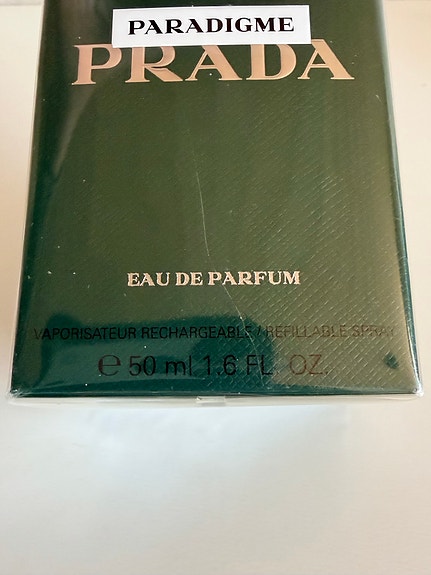 PARADIGME
PRADA
EAU DE PARFUM
VAPORISATEUR RECHARGEABLE / REFILLABLE SPRAY
℮ 50 ml 1.6 FL. OZ.